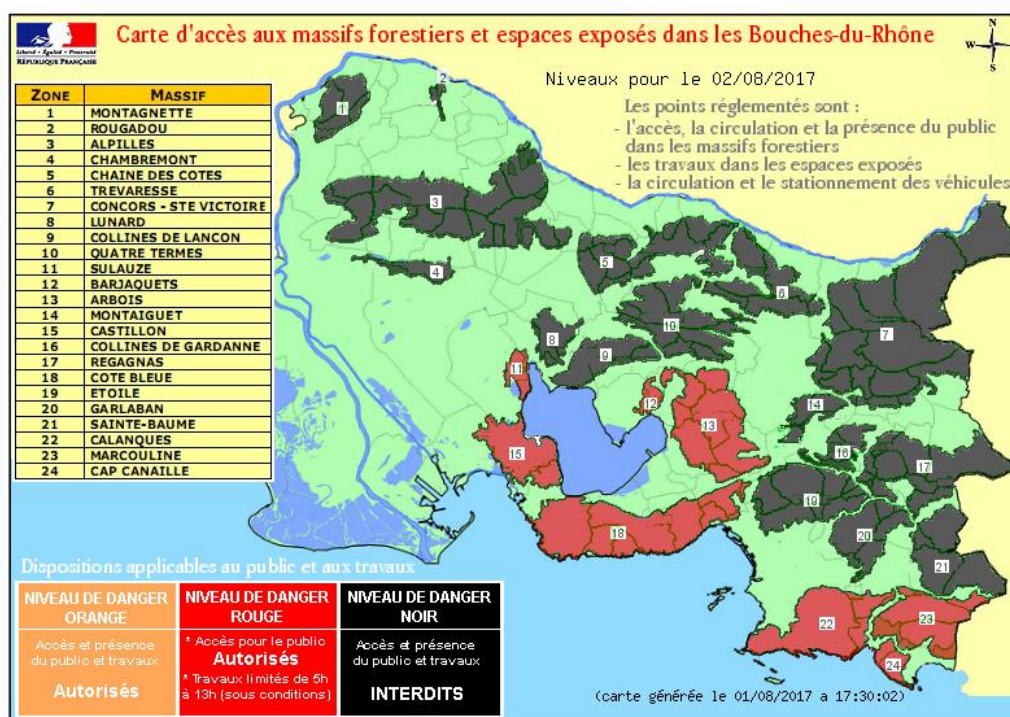 Carte d'accès aux massifs forestiers et espaces exposés dans les Bouches-du-Rhône
Liberté • Égalité • Fraternité
RÉPUBLIQUE FRANÇAISE
N
W
S
Niveaux pour le 02/08/2017
Les points réglementés sont :
- l'accès, la circulation et la présence du public
dans les massifs forestiers
- les travaux dans les espaces exposés
- la circulation et le stationnement des véhicules
ZONE MASSIF
1 MONTAGNETTE
2 ROUGADOU
3 ALPILLES
4 CHAMBREMONT
5 CHAINE DES COTES
6 TREVARESSE
7 CONCORS - STE VICTOIRE
8 LUNARD
9 COLLINES DE LANCON
10 QUATRE TERMES
11 SULAUZE
12 BARJAQUETS
13 ARBOIS
14 MONTAIGUET
15 CASTILLON
16 COLLINES DE GARDANNE
17 REGAGNAS
18 COTE BLEUE
19 ETOILE
20 GARLABAN
21 SAINTE-BAUME
22 CALANQUES
23 MARCOULINE
24 CAP CANAILLE
1
2
3
4
5
6
7
8
9
10
11
12
13
14
15
16
17
18
19
20
21
22
23
24
Dispositions applicables au public et aux travaux
NIVEAU DE DANGER
ORANGE
Accès et présence
du public et travaux
Autorisés
NIVEAU DE DANGER
ROUGE
* Accès pour le public
Autorisés
* Travaux limités de 5h
à 13h (sous conditions)
NIVEAU DE DANGER
NOIR
Accès et présence
du public et travaux
INTERDITS
(carte générée le 01/08/2017 a 17:30:02)